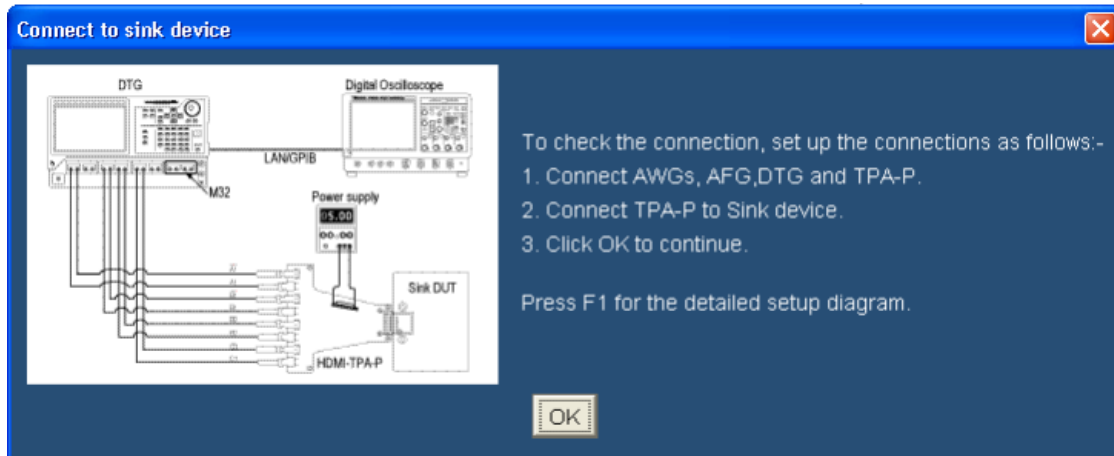 Connect to sink device
DTG
Digital Oscilloscope
LAN/GPIB
M32
Power supply
Sink DUT
HDMI-TPA-P
To check the connection, set up the connections as follows:-
1. Connect AWGs, AFG,DTG and TPA-P.
2. Connect TPA-P to Sink device.
3. Click OK to continue.
Press F1 for the detailed setup diagram.
OK